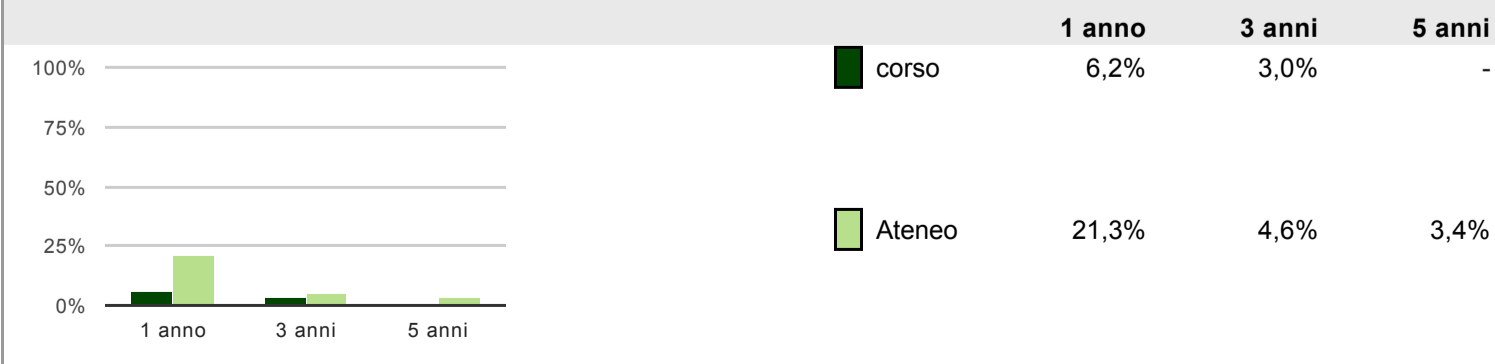 1 anno 3 anni 5 anni
100%
75%
50%
25%
0%
1 anno 3 anni 5 anni
corso 6,2% 3,0% -
Ateneo 21,3% 4,6% 3,4%